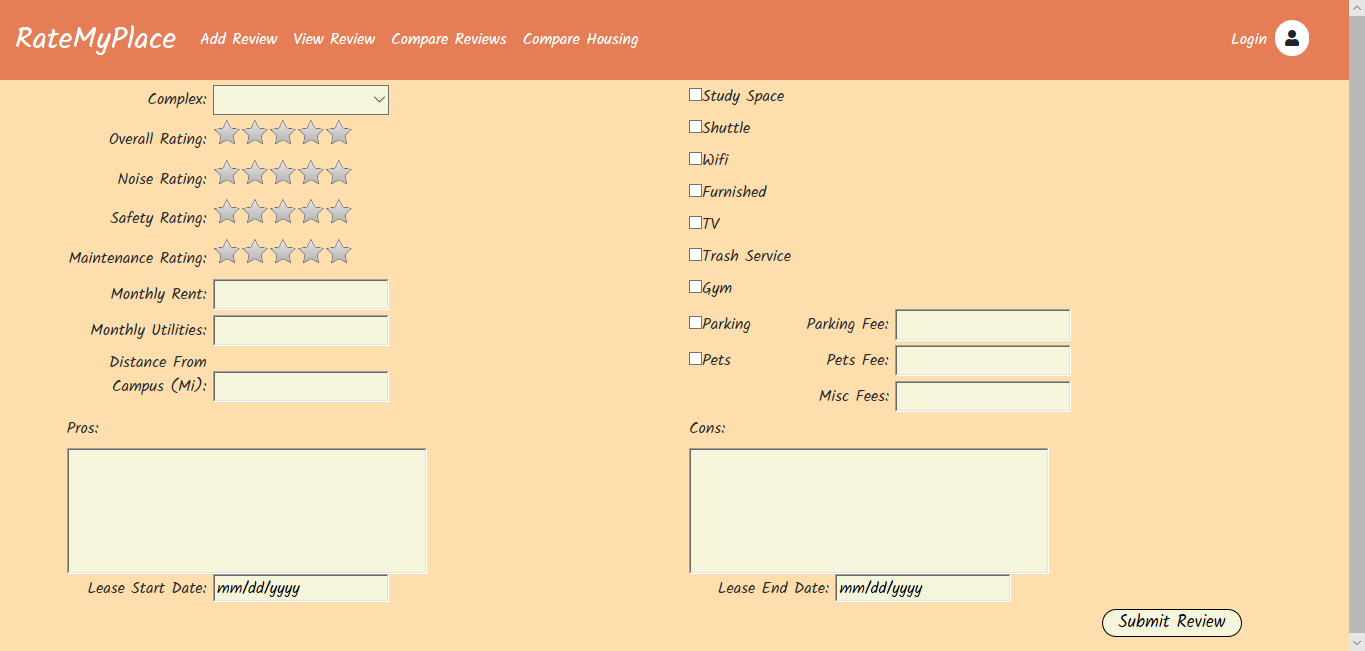 RateMyPlace Add Review View Review Compare Reviews Compare Housing Login
Complex:
Overall Rating:
Noise Rating:
Safety Rating:
Maintenance Rating:
Monthly Rent:
Monthly Utilities:
Distance From
Campus (Mi):
Study Space
Shuttle
Wifi
Furnished
TV
Trash Service
Gym
Parking Parking Fee:
Pets Pets Fee:
Misc Fees:
Pros:
Cons:
Lease Start Date: mm/dd/yyyy
Lease End Date: mm/dd/yyyy
Submit Review